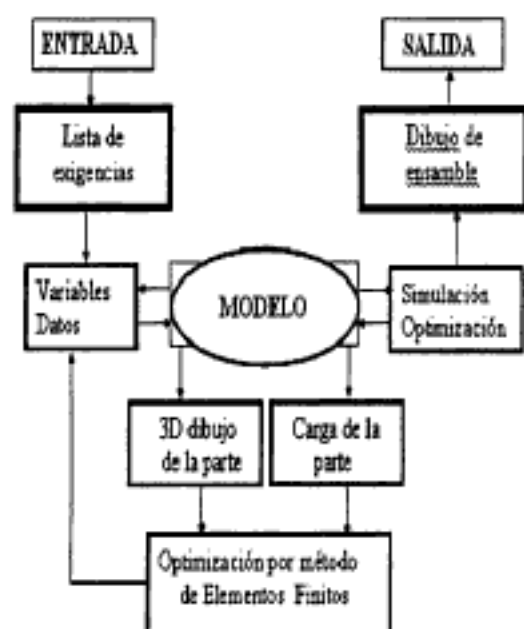 ENTRADA
SALIDA
Lista de
exigencias
Dibujo de
ensamble
Variables
Datos
MODELO
Simulación
Optimización
3D dibujo
de la parte
Carga de la
parte
Optimización por método
de Elementos Finitos